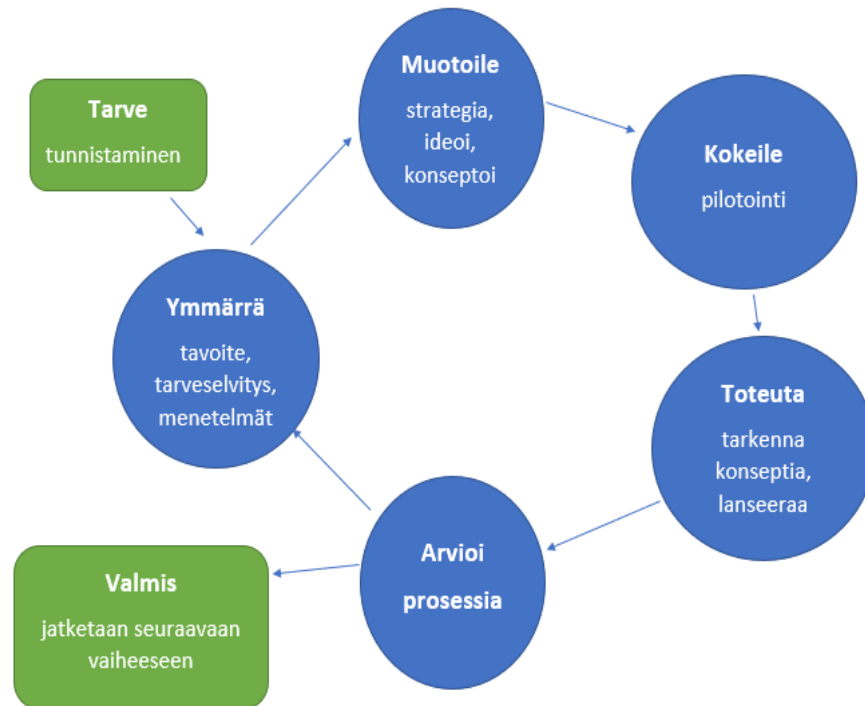 Tarve
tunnistaminen
Muotoile
strategia,
ideoi,
konseptoi
Kokeile
pilotointi
Ymmärrä
tavoite,
tarveselvitys,
menetelmät
Toteuta
tarkenna
konseptia,
lanseeraa
Arvioi
prosessia
Valmis
jatketaan seuraavaan
vaiheeseen